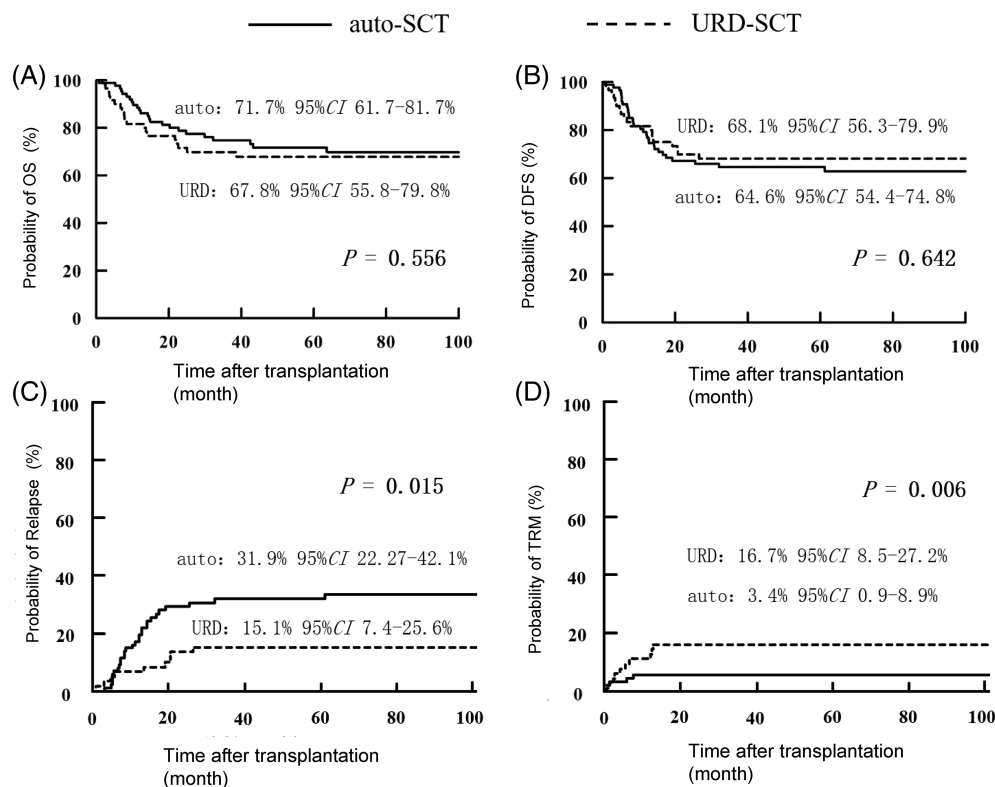 auto-SCT
URD-SCT
(A)
100
80
60
40
20
0
Probability of OS (%)
auto: 71.7% 95%CI 61.7-81.7%
URD: 67.8% 95%CI 55.8-79.8%
P = 0.556
0 20 40 60 80 100
Time after transplantation
(month)
(B)
100
80
60
40
20
0
Probability of DFS (%)
URD: 68.1% 95%CI 56.3-79.9%
auto: 64.6% 95%CI 54.4-74.8%
P = 0.642
0 20 40 60 80 100
Time after transplantation
(month)
(C)
100
80
60
40
20
0
Probability of Relapse (%)
P = 0.015
auto: 31.9% 95%CI 22.27-42.1%
URD: 15.1% 95%CI 7.4-25.6%
0 20 40 60 80 100
Time after transplantation
(month)
(D)
100
80
60
40
20
0
Probability of TRM (%)
P = 0.006
URD: 16.7% 95%CI 8.5-27.2%
auto: 3.4% 95%CI 0.9-8.9%
0 20 40 60 80 100
Time after transplantation
(month)